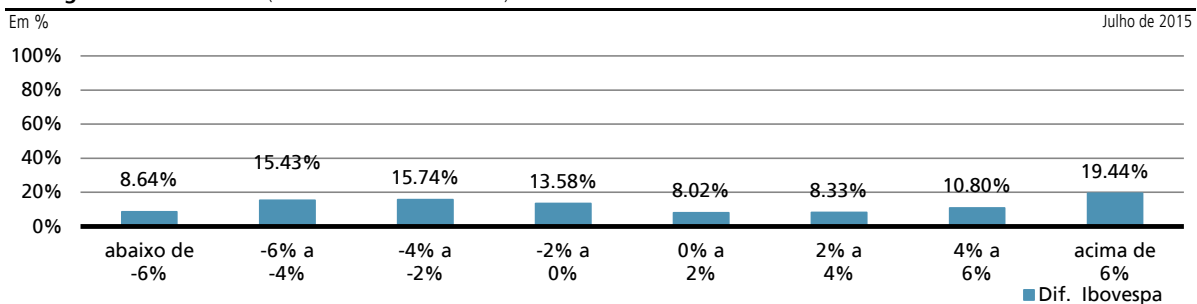 Em %
Julho de 2015
100%
80%
60%
40%
20%
0%
8.64%
15.43%
15.74%
13.58%
8.02%
8.33%
10.80%
19.44%
abaixo de
-6%
-6% a
-4%
-4% a
-2%
-2% a
0%
0% a
2%
2% a
4%
4% a
6%
acima de
6%
Dif. Ibovespa